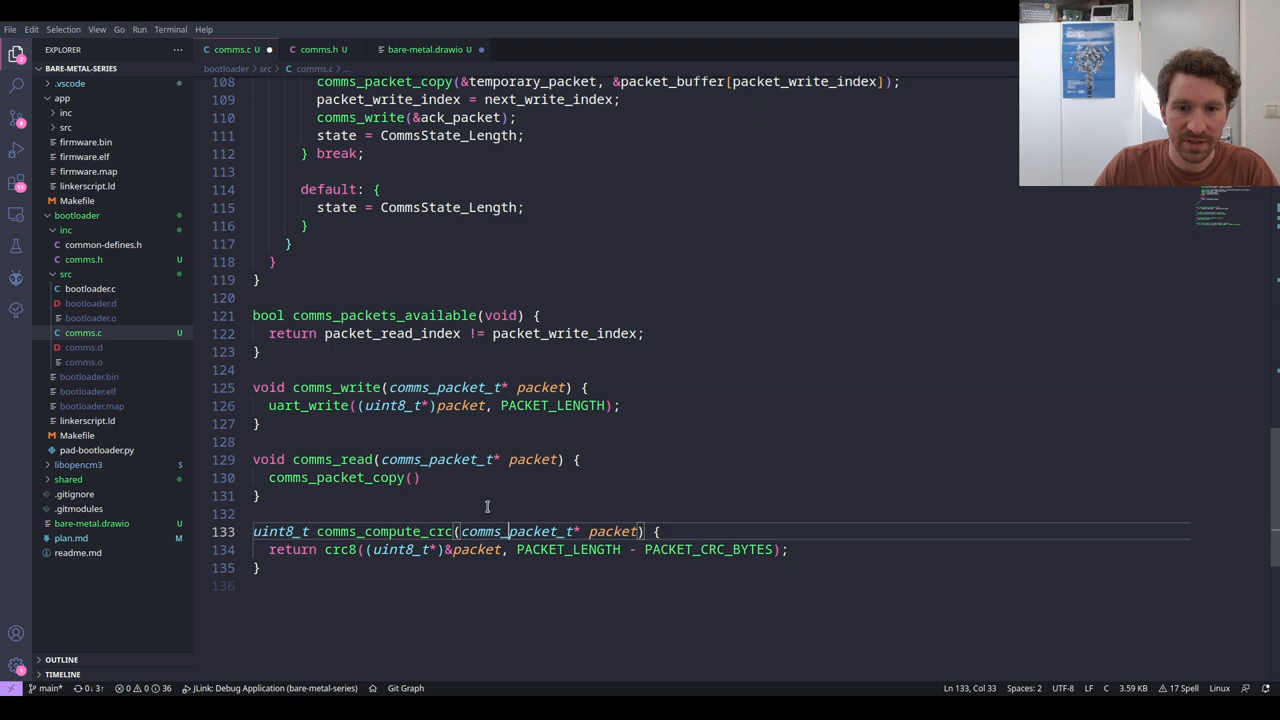 File Edit Selection View Go Run Terminal Help
EXPLORER ...
comms.c U
comms.h U
bare-metal.drawio U
BARE-METAL-SERIES
bootloader > src > comms.c > ...
.vscode
app
inc
src
firmware.bin
firmware.elf
firmware.map
linkerscript.ld
Makefile
bootloader
inc
common-defines.h
comms.h U
src
bootloader.c
bootloader.d
bootloader.o
comms.c U
comms.d
comms.o
bootloader.bin
bootloader.elf
bootloader.map
linkerscript.ld
Makefile
pad-bootloader.py
libopencm3 S
shared
.gitignore
.gitmodules
bare-metal.drawio U
plan.md
readme.md
OUTLINE
TIMELINE
108 comms_packet_copy(&temporary_packet, &packet_buffer[packet_write_index]);
109 packet_write_index = next_write_index;
110 comms_write(&ack_packet);
111 state = CommsState_Length;
112 } break;
113
114 default: {
115 state = CommsState_Length;
116 }
117 }
118 }
119 }
120
121 bool comms_packets_available(void) {
122 return packet_read_index != packet_write_index;
123 }
124
125 void comms_write(comms_packet_t* packet) {
126 uart_write((uint8_t*)packet, PACKET_LENGTH);
127 }
128
129 void comms_read(comms_packet_t* packet) {
130 comms_packet_copy()
131 }
132
133 uint8_t comms_compute_crc(comms_packet_t* packet) {
134 return crc8((uint8_t*)&packet, PACKET_LENGTH - PACKET_CRC_BYTES);
135 }
136
main* 0↓ 3↑ 0 0 36 JLink: Debug Application (bare-metal-series) Git Graph Ln 133, Col 33 Spaces: 2 UTF-8 LF C 3.59 KB 17 Spell Linux